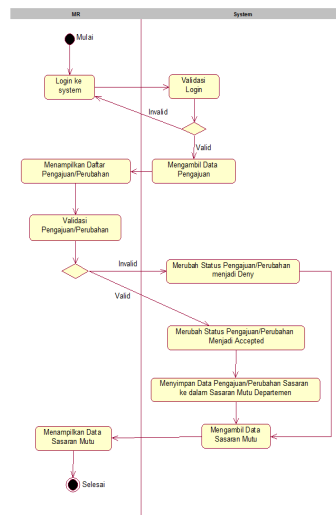 MR
System
Mulai
Login ke
system
Validasi
Login
Invalid
Valid
Menampilkan Daftar
Pengajuan/Perubahan
Mengambil Data
Pengajuan
Validasi
Pengajuan/Perubahan
Invalid
Merubah Status Pengajuan/Perubahan
menjadi Deny
Valid
Merubah Status Pengajuan/Perubahan
Menjadi Accepted
Menyimpan Data Pengajuan/Perubahan Sasaran
ke dalam Sasaran Mutu Departemen
Menampilkan Data
Sasaran Mutu
Mengambil Data
Sasaran Mutu
Selesai